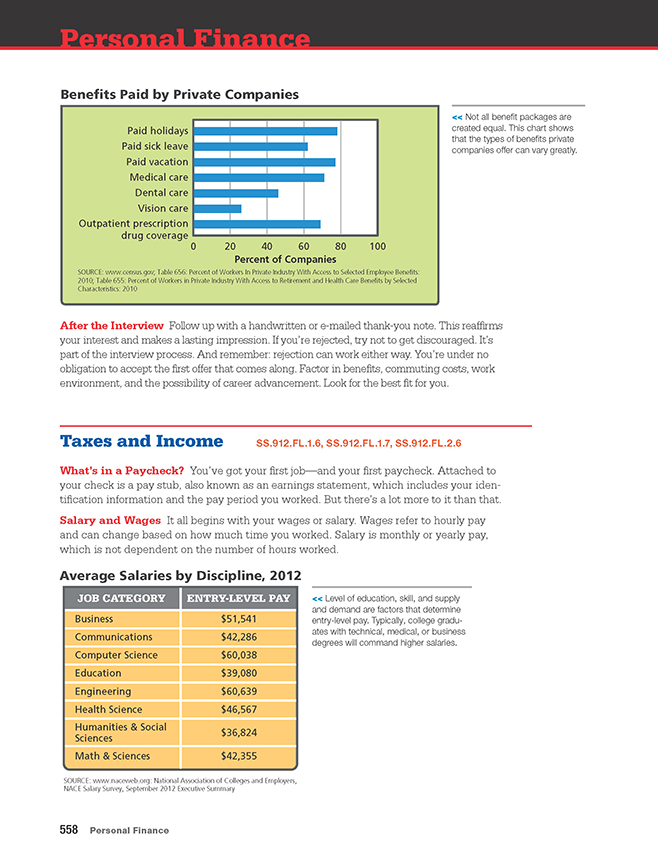 Personal Finance
Benefits Paid by Private Companies
Paid holidays
Paid sick leave
Paid vacation
Medical care
Dental care
Vision care
Outpatient prescription
drug coverage
0 20 40 60 80 100
Percent of Companies
SOURCE: www.census.gov; Table 656: Percent of Workers In Private Industry With Access to Selected Employee Benefits:
2010; Table 655: Percent of Workers in Private Industry With Access to Retirement and Health Care Benefits by Selected
Characteristics: 2010
<< Not all benefit packages are
created equal. This chart shows
that the types of benefits private
companies offer can vary greatly.
After the Interview Follow up with a handwritten or e-mailed thank-you note. This reaffirms
your interest and makes a lasting impression. If you're rejected, try not to get discouraged. It's
part of the interview process. And remember: rejection can work either way. You're under no
obligation to accept the first offer that comes along. Factor in benefits, commuting costs, work
environment, and the possibility of career advancement. Look for the best fit for you.
Taxes and Income SS.912.FL.1.6, SS.912.FL.1.7, SS.912.FL.2.6
What's in a Paycheck? You've got your first job—and your first paycheck. Attached to
your check is a pay stub, also known as an earnings statement, which includes your iden-
tification information and the pay period you worked. But there's a lot more to it than that.
Salary and Wages It all begins with your wages or salary. Wages refer to hourly pay
and can change based on how much time you worked. Salary is monthly or yearly pay,
which is not dependent on the number of hours worked.
Average Salaries by Discipline, 2012
JOB CATEGORY ENTRY-LEVEL PAY
Business $51,541
Communications $42,286
Computer Science $60,038
Education $39,080
Engineering $60,639
Health Science $46,567
Humanities & Social
Sciences $36,824
Math & Sciences $42,355
SOURCE: www.naceweb.org: National Association of Colleges and Employers,
NACE Salary Survey, September 2012 Executive Summary
<< Level of education, skill, and supply
and demand are factors that determine
entry-level pay. Typically, college gradu-
ates with technical, medical, or business
degrees will command higher salaries.
558 Personal Finance